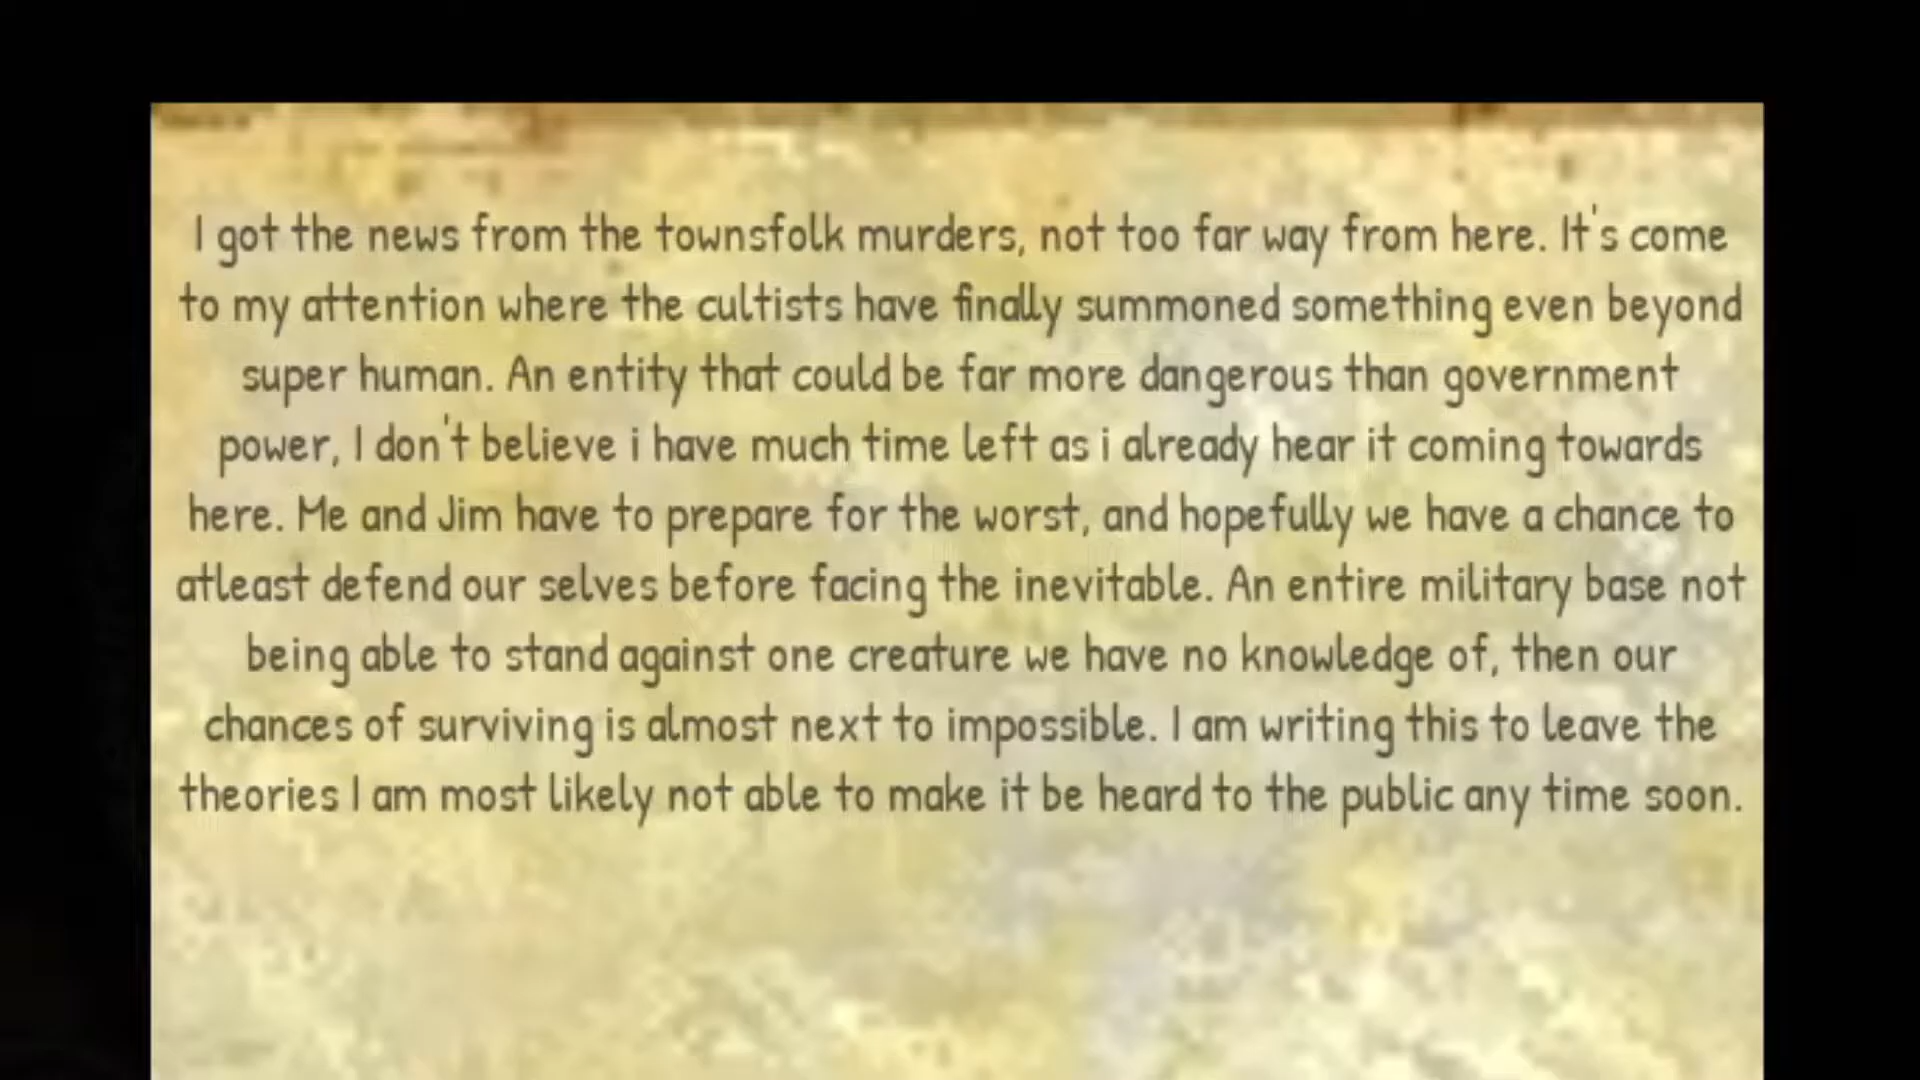 I got the news from the townsfolk murders, not too far way from here. It's come
to my attention where the cultists have finally summoned something even beyond
super human. An entity that could be far more dangerous than government
power, I don't believe i have much time left as i already hear it coming towards
here. Me and Jim have to prepare for the worst, and hopefully we have a chance to
atleast defend our selves before facing the inevitable. An entire military base not
being able to stand against one creature we have no knowledge of, then our
chances of surviving is almost next to impossible. I am writing this to leave the
theories I am most likely not able to make it be heard to the public any time soon.